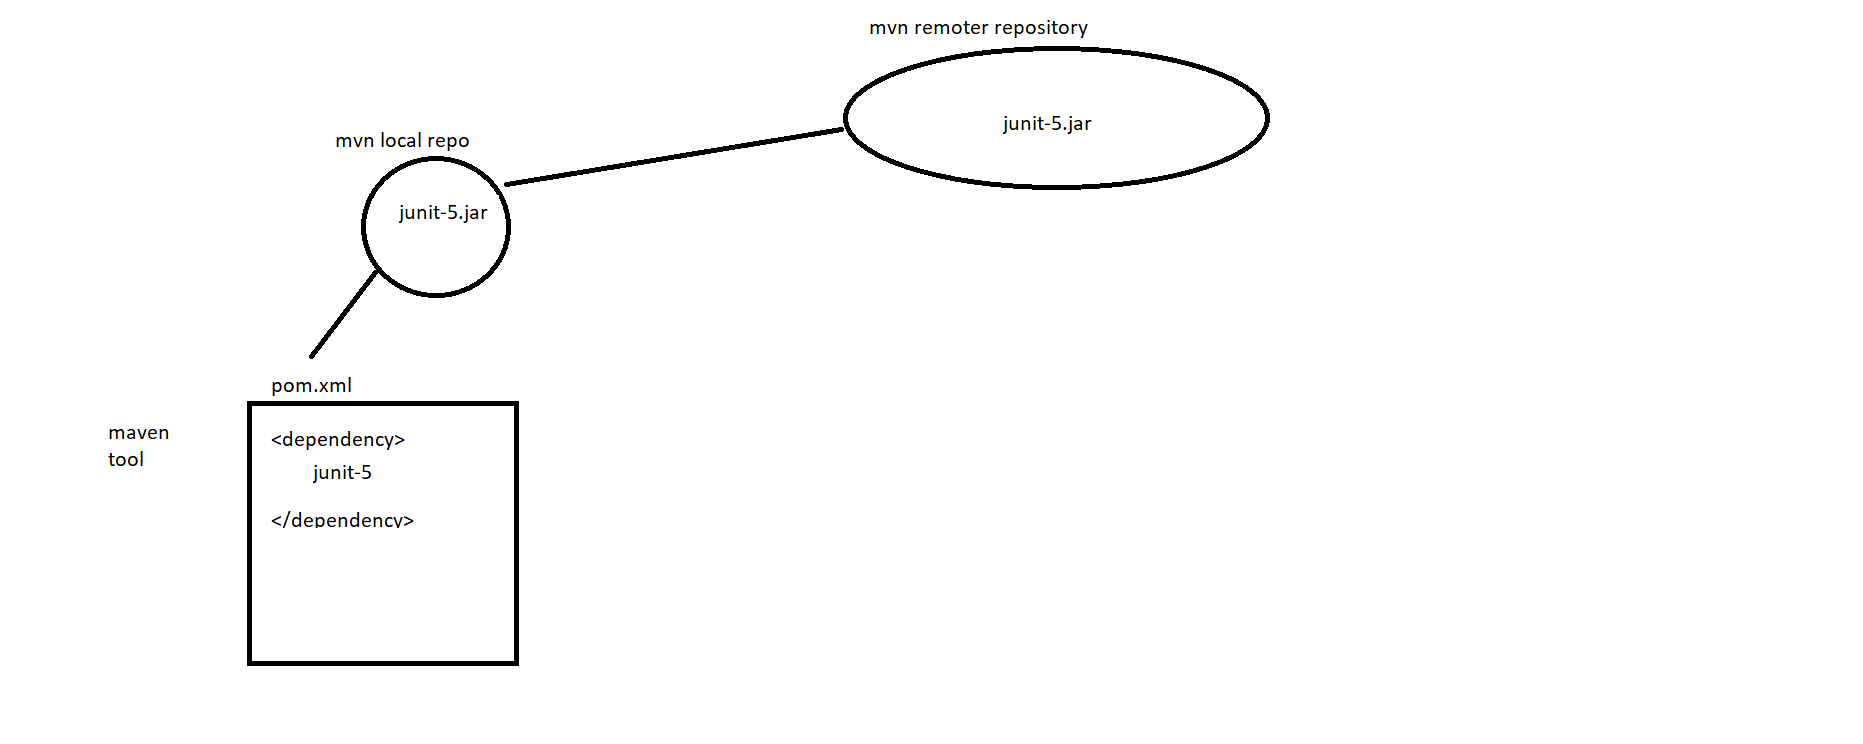 mvn remoter repository
junit-5.jar
mvn local repo
junit-5.jar
pom.xml
maven
tool
<dependency>
junit-5
</dependency>